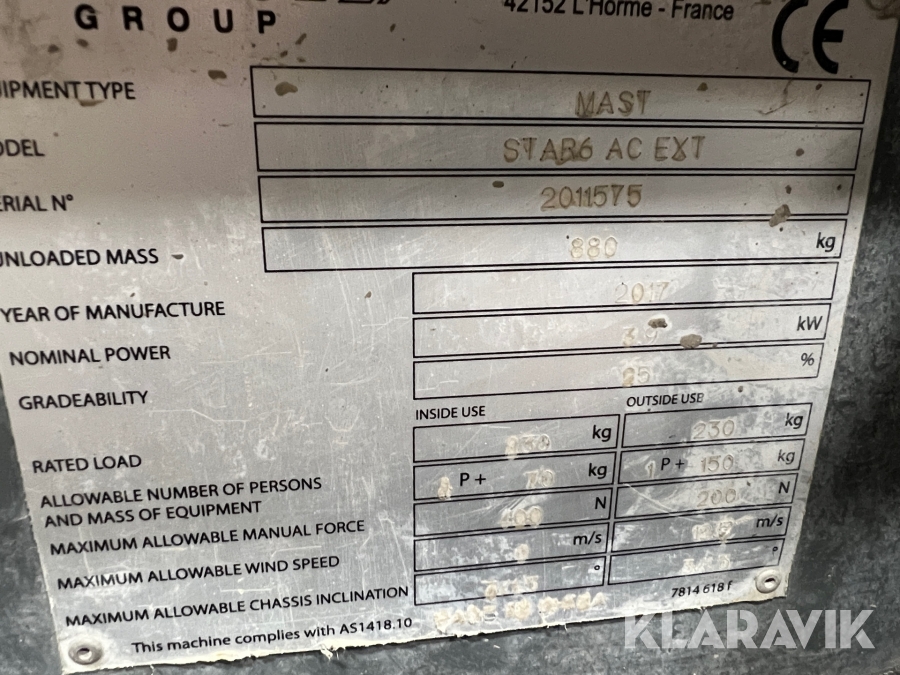 42152 L'Horme - France
GROUP
CE
MAST
STAR6 AC EXT
SERIAL N° 2011575
UNLOADED MASS 880 kg
YEAR OF MANUFACTURE 2017
NOMINAL POWER kW
GRADEABILITY 25 %
INSIDE USE OUTSIDE USE
RATED LOAD kg 230 kg
ALLOWABLE NUMBER OF PERSONS
AND MASS OF EQUIPMENT P + kg 1 P + 150 kg
MAXIMUM ALLOWABLE MANUAL FORCE 400 N 200 N
MAXIMUM ALLOWABLE WIND SPEED m/s m/s
MAXIMUM ALLOWABLE CHASSIS INCLINATION ° °
This machine complies with AS1418.10
7814 618 f
KLARAVIK